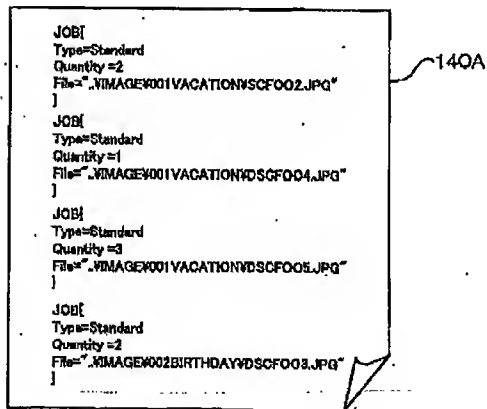 JOB[
Type=Standard
Quantity =2
File="..¥IMAGE¥001VACATION¥SCF002.JPG"
]
JOB[
Type=Standard
Quantity =1
File="..¥IMAGE¥001VACATION¥DSCF004.JPG"
]
JOB[
Type=Standard
Quantity =3
File="..¥IMAGE¥001VACATION¥DSCF005.JPG"
]
JOB[
Type=Standard
Quantity =2
File="..¥IMAGE¥002BIRTHDAY¥DSCF003.JPG"
]
140A